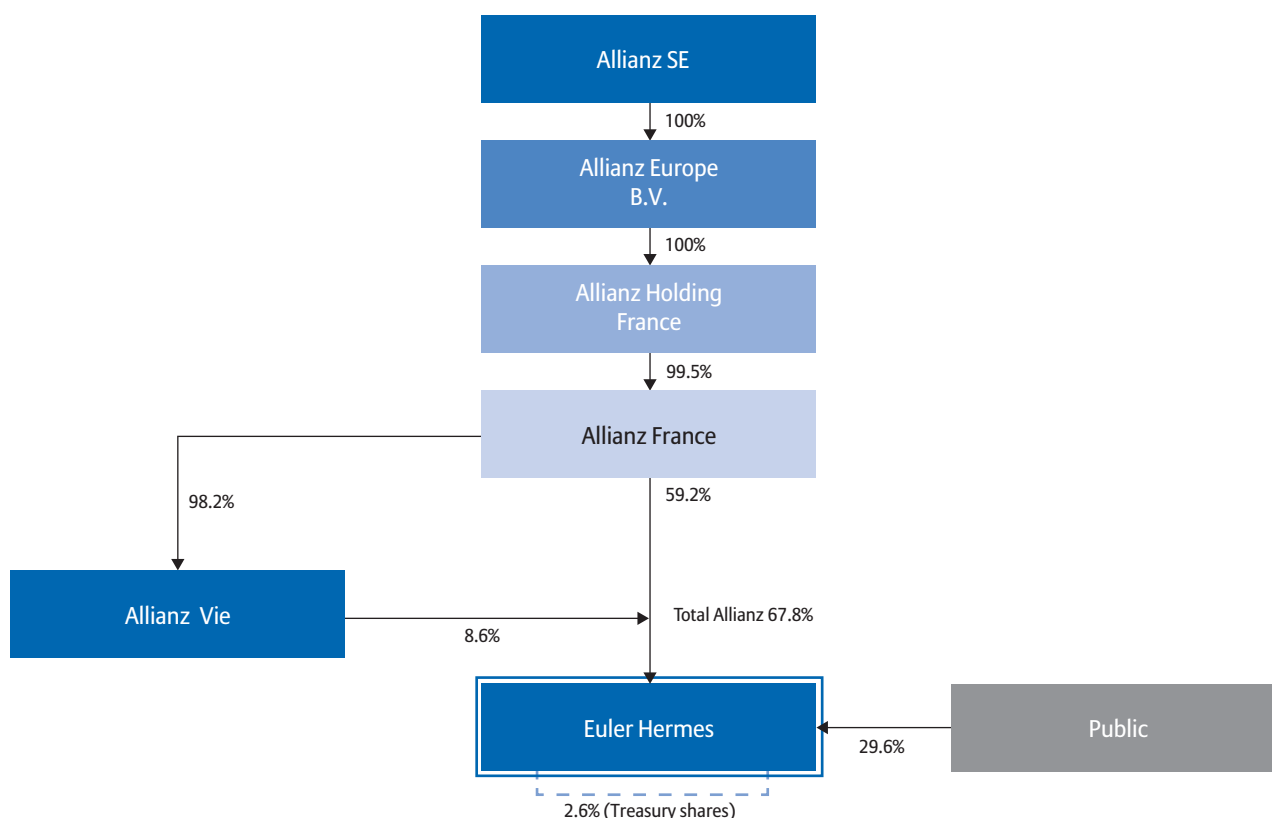 Allianz SE
100%
Allianz Europe
B.V.
100%
Allianz Holding
France
99.5%
Allianz France
98.2%
59.2%
Allianz Vie
8.6%
Total Allianz 67.8%
Euler Hermes
29.6%
Public
2.6% (Treasury shares)